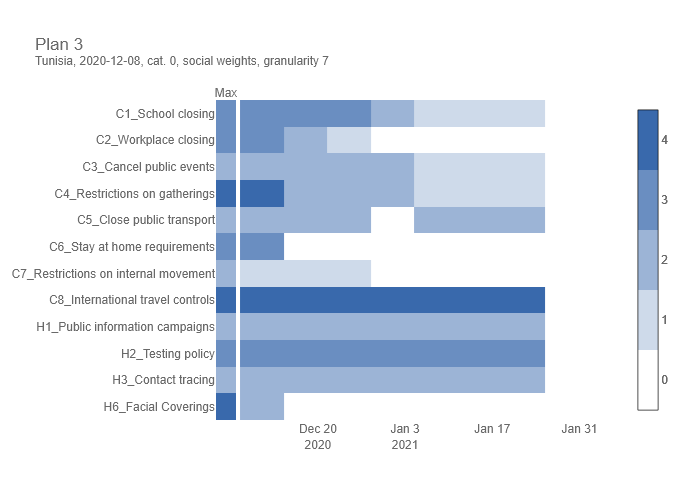 Plan 3
Tunisia, 2020-12-08, cat. 0, social weights, granularity 7
Max
C1_School closing
C2_Workplace closing
C3_Cancel public events
C4_Restrictions on gatherings
C5_Close public transport
C6_Stay at home requirements
C7_Restrictions on internal movement
C8_International travel controls
H1_Public information campaigns
H2_Testing policy
H3_Contact tracing
H6_Facial Coverings
4
3
2
1
0
Dec 20 Jan 3 Jan 17 Jan 31
2020 2021